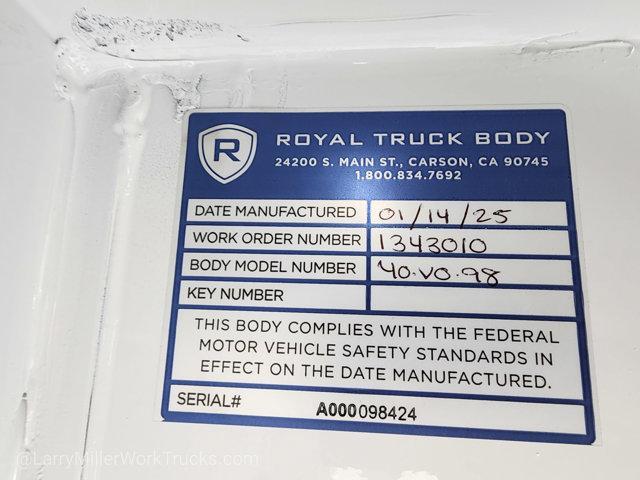 R
ROYAL TRUCK BODY
24200 S. MAIN ST., CARSON, CA 90745
1.800.834.7692
DATE MANUFACTURED 01/14/25
WORK ORDER NUMBER 1343010
BODY MODEL NUMBER 40.VO.98
KEY NUMBER
THIS BODY COMPLIES WITH THE FEDERAL
MOTOR VEHICLE SAFETY STANDARDS IN
EFFECT ON THE DATE MANUFACTURED.
SERIAL# A000098424
@LarryMillerWorkTrucks.com